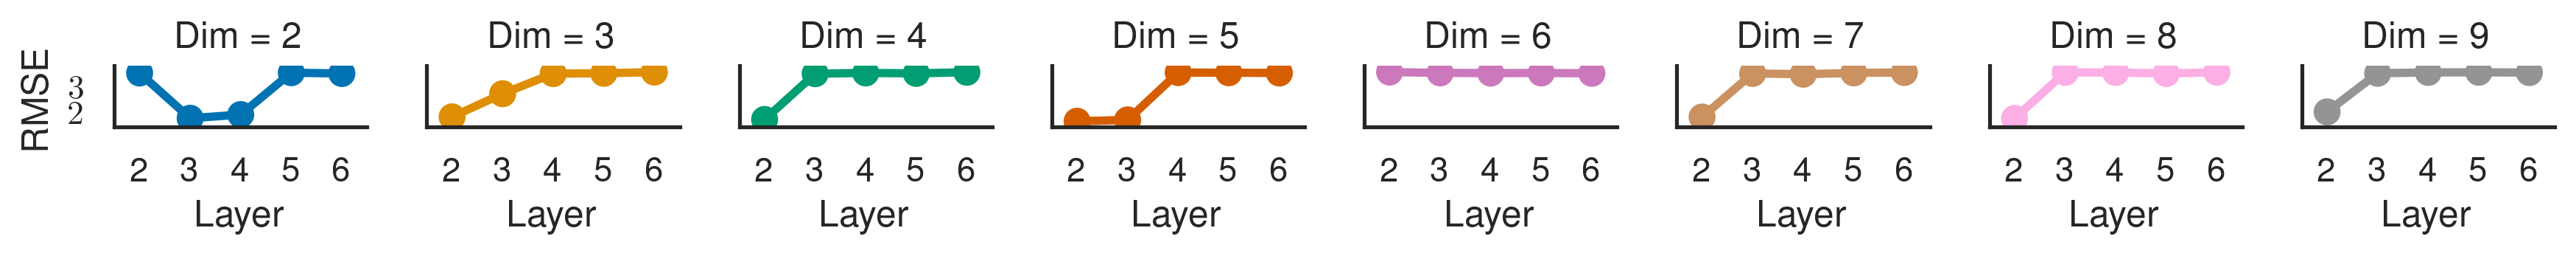 Dim = 2 Dim = 3 Dim = 4 Dim = 5 Dim = 6 Dim = 7 Dim = 8 Dim = 9
RMSE
3
2
2 3 4 5 6 2 3 4 5 6 2 3 4 5 6 2 3 4 5 6 2 3 4 5 6 2 3 4 5 6 2 3 4 5 6 2 3 4 5 6
Layer Layer Layer Layer Layer Layer Layer Layer